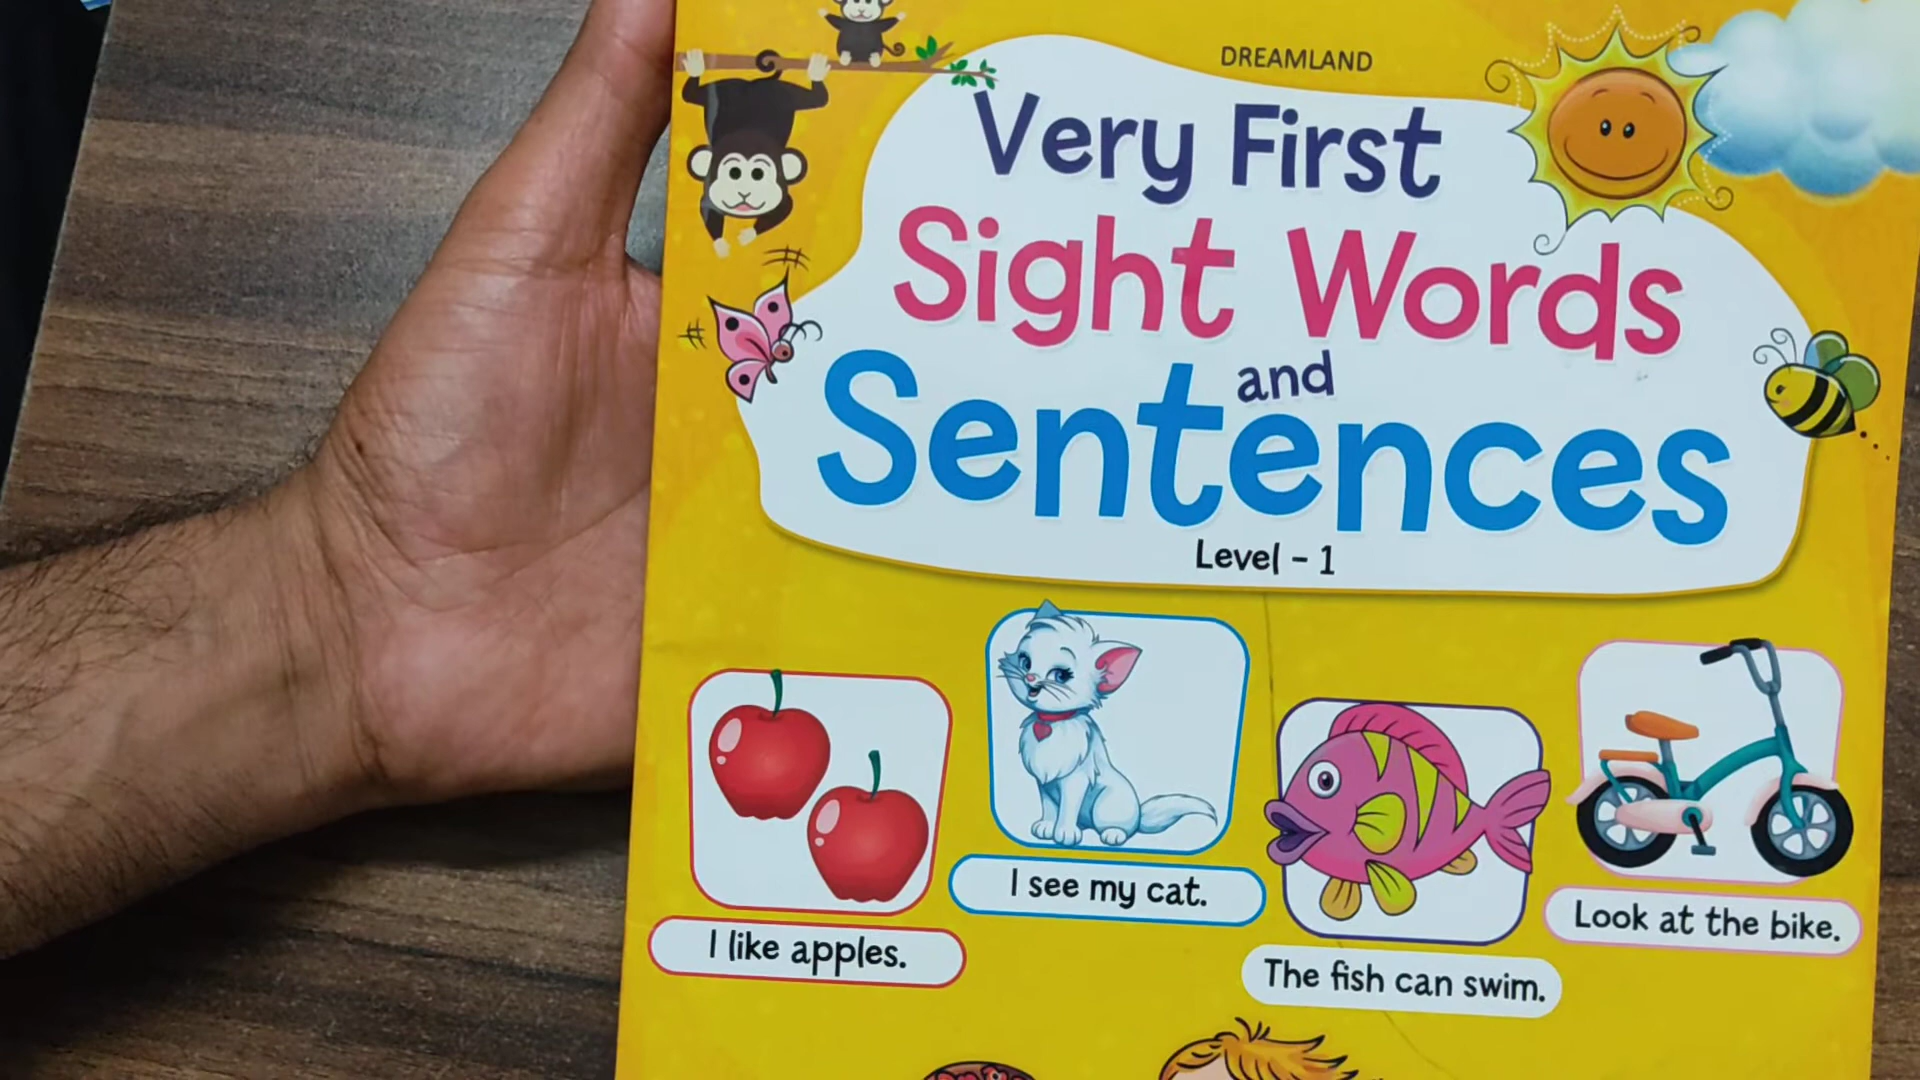 DREAMLAND
Very First
Sight Words
and
Sentences
Level - 1
I like apples.
I see my cat.
The fish can swim.
Look at the bike.